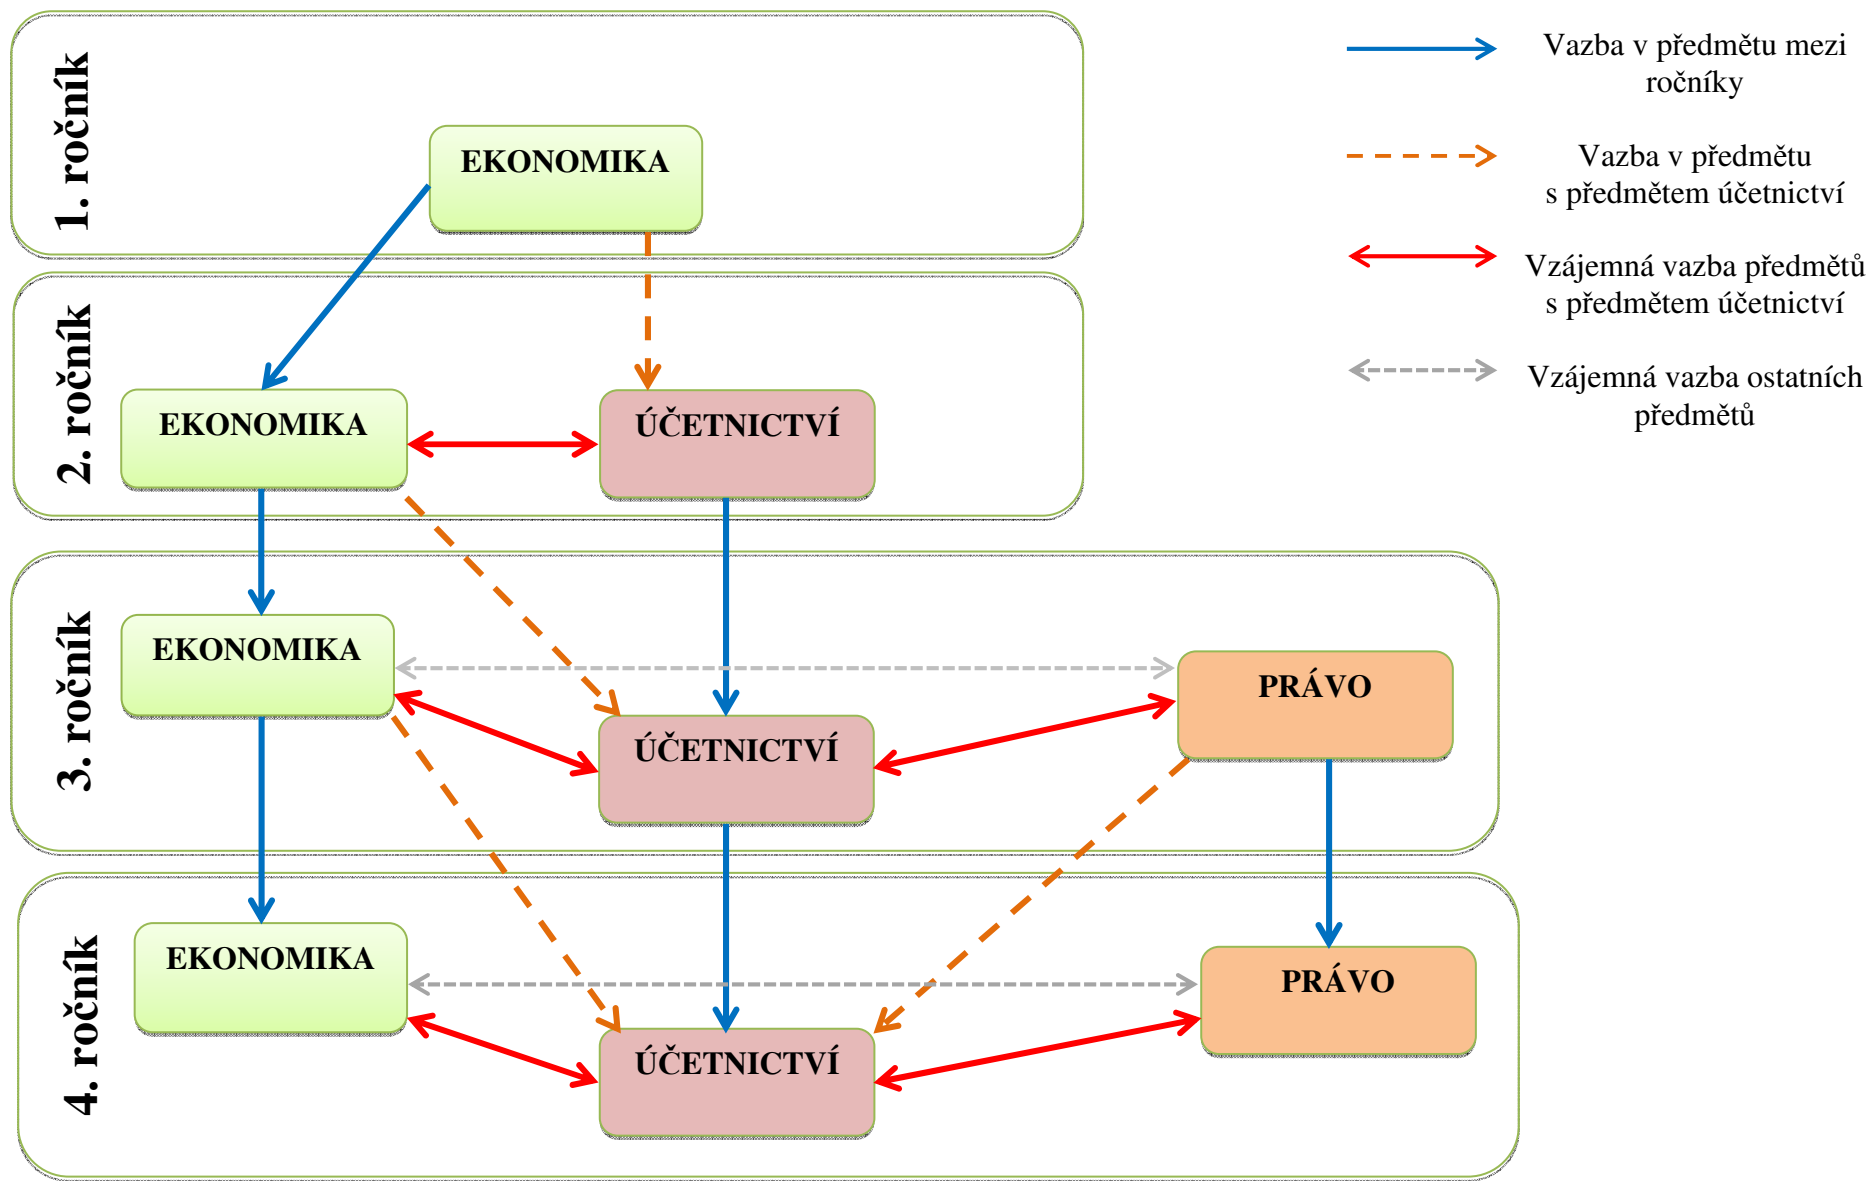 1. ročník
EKONOMIKA
2. ročník
EKONOMIKA
ÚČETNICTVÍ
3. ročník
EKONOMIKA
ÚČETNICTVÍ
PRÁVO
4. ročník
EKONOMIKA
ÚČETNICTVÍ
PRÁVO
Vazba v předmětu mezi
ročníky
Vazba v předmětu
s předmětem účetnictví
Vzájemná vazba předmětů
s předmětem účetnictví
Vzájemná vazba ostatních
předmětů